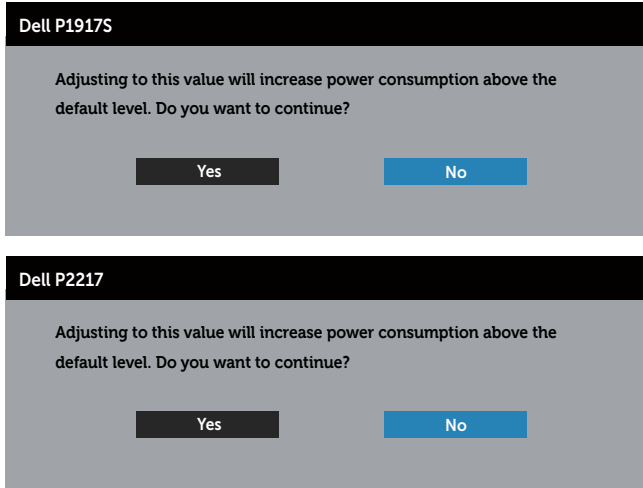 Dell P1917S
Adjusting to this value will increase power consumption above the
default level. Do you want to continue?
Yes No
Dell P2217
Adjusting to this value will increase power consumption above the
default level. Do you want to continue?
Yes No